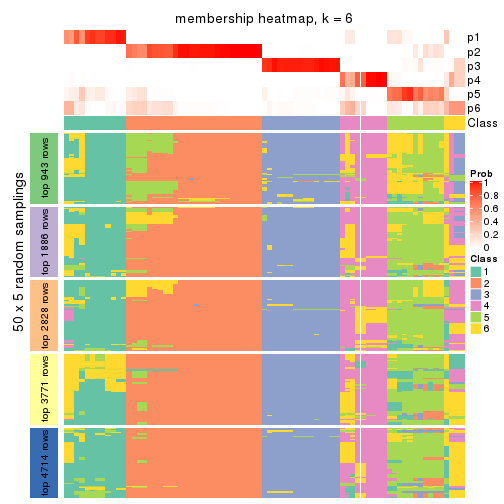 membership heatmap, k = 6
p1
p2
p3
p4
p5
p6
Class
50 x 5 random samplings
top 943 rows
top 1886 rows
top 2828 rows
top 3771 rows
top 4714 rows
Prob
1
0.8
0.6
0.4
0.2
0
Class
1
2
3
4
5
6